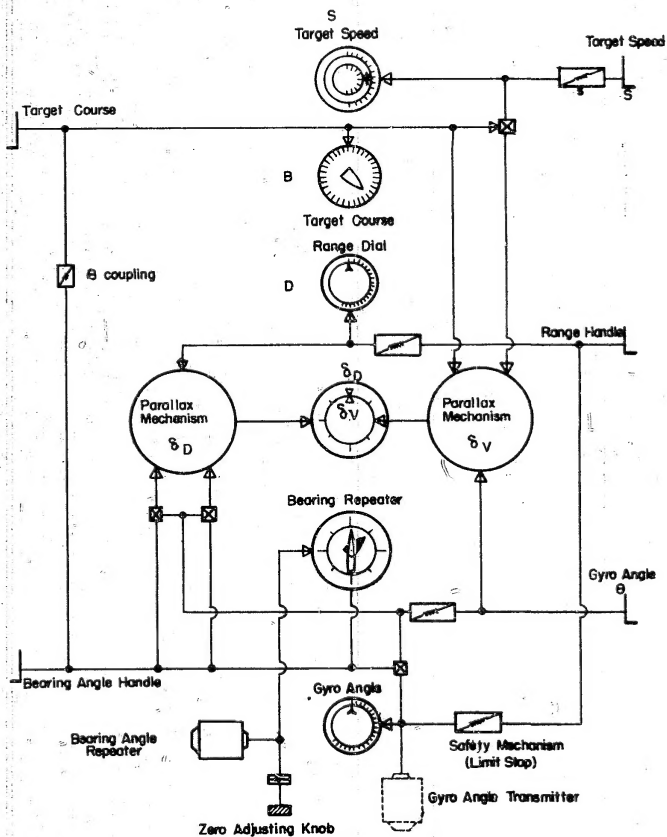 S
Target Speed
Target Speed
S
S
Target Course
B
Target Course
Range Dial
D
θ coupling
Range Handle
δD
δV
Parallax
Mechanism
δD
Parallax
Mechanism
δV
Bearing Repeater
Gyro Angle
θ
Bearing Angle Handle
Gyro Angle
Bearing Angle
Repeater
Safety Mechanism
(Limit Stop)
Gyro Angle Transmitter
Zero Adjusting Knob